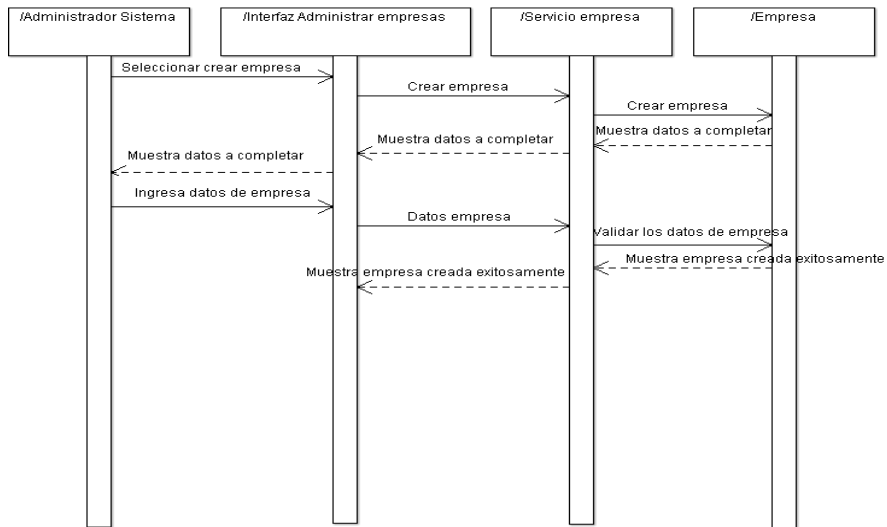 /Administrador Sistema
/Interfaz Administrar empresas
/Servicio empresa
/Empresa
Seleccionar crear empresa
Crear empresa
Crear empresa
Muestra datos a completar
Muestra datos a completar
Muestra datos a completar
Ingresa datos de empresa
Datos empresa
Validar los datos de empresa
Muestra empresa creada exitosamente
Muestra empresa creada exitosamente